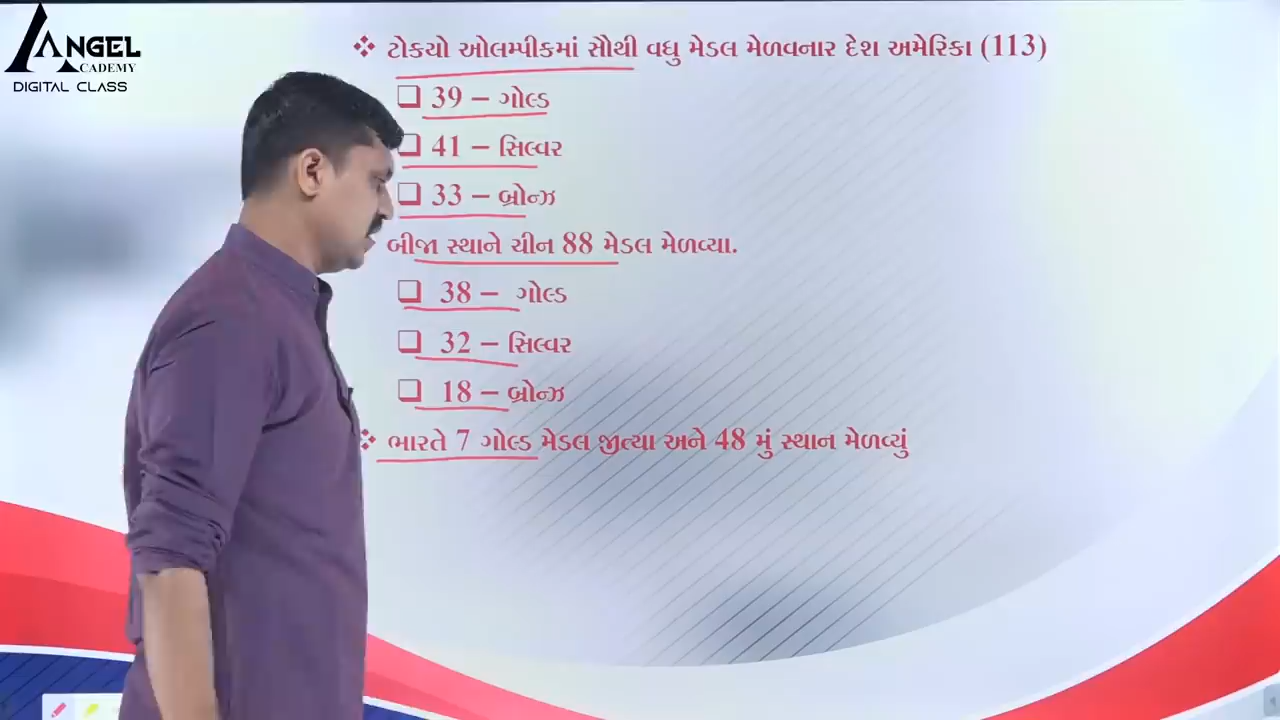 ANGEL
ACADEMY
DIGITAL CLASS
ટોકયો ઓલમ્પીકમાં સૌથી વધુ મેડલ મેળવનાર દેશ અમેરિકા (113)
39 – ગોલ્ડ
41 – સિલ્વર
33 – બ્રોન્ઝ
બીજા સ્થાને ચીન 88 મેડલ મેળવ્યા.
38 – ગોલ્ડ
32 – સિલ્વર
18 – બ્રોન્ઝ
ભારતે 7 ગોલ્ડ મેડલ જીત્યા અને 48 મું સ્થાન મેળવ્યું